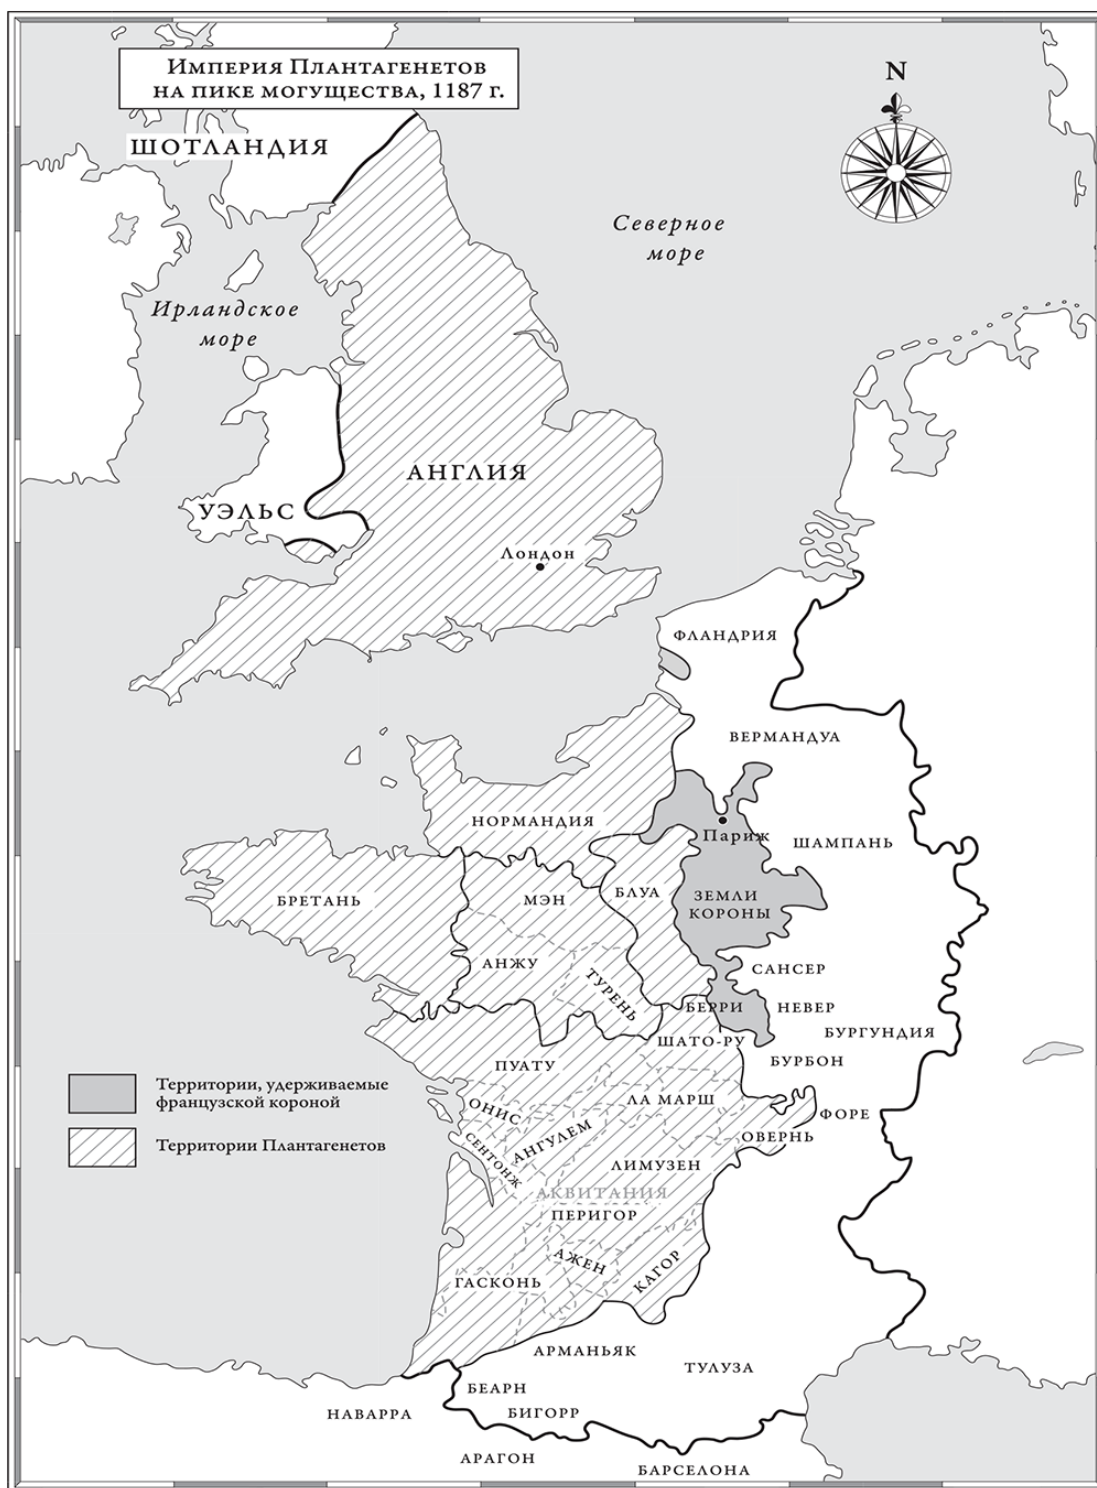 Империя Плантагенетов
на пике могущества, 1187 г.
N
ШОТЛАНДИЯ
Северное
море
Ирландское
море
АНГЛИЯ
УЭЛЬС
Лондон
ФЛАНДРИЯ
ВЕРМАНДУА
НОРМАНДИЯ
Париж
ШАМПАНЬ
БРЕТАНЬ
МЭН
БЛУА
ЗЕМЛИ
КОРОНЫ
АНЖУ
ТУРЕНЬ
САНСЕР
БЕРРИ
НЕВЕР
БУРГУНДИЯ
ШАТО-РУ
БУРБОН
ПУАТУ
Территории, удерживаемые
французской короной
ОНИС
ЛА МАРШ
ФОРЕ
Территории Плантагенетов
СЕНТОНЖ
АНГУЛЕМ
ОВЕРНЬ
ЛИМУЗЕН
АКВИТАНИЯ
ПЕРИГОР
АЖЕН
КАГОР
ГАСКОНЬ
АРМАНЬЯК
ТУЛУЗА
БЕАРН
НАВАРРА
БИГОРР
АРАГОН
БАРСЕЛОНА